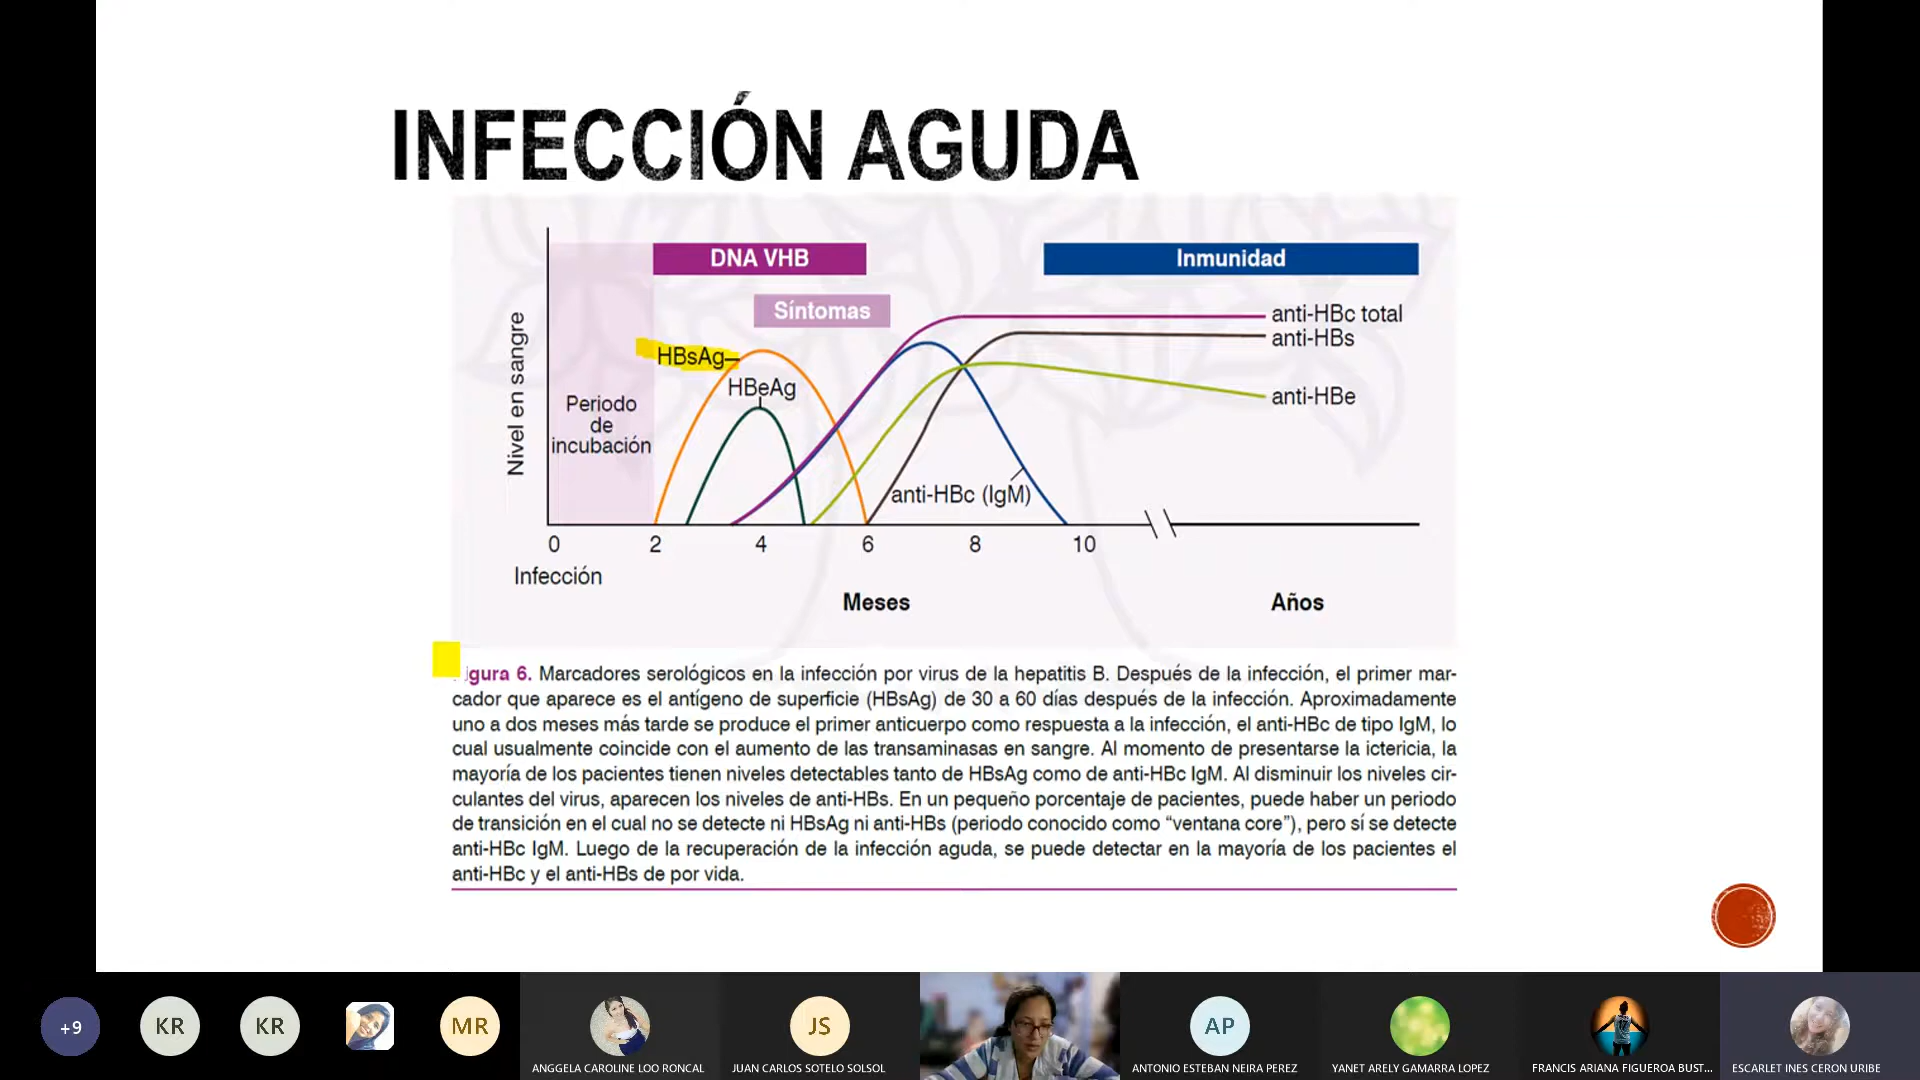 INFECCIÓN AGUDA
DNA VHB
Inmunidad
Síntomas
anti-HBc total
anti-HBs
HBsAg
HBeAg
anti-HBe
Nivel en sangre
Periodo
de
incubación
anti-HBc (IgM)
0 2 4 6 8 10
Infección
Meses
Años
igura 6. Marcadores serológicos en la infección por virus de la hepatitis B. Después de la infección, el primer mar-
cador que aparece es el antígeno de superficie (HBsAg) de 30 a 60 días después de la infección. Aproximadamente
uno a dos meses más tarde se produce el primer anticuerpo como respuesta a la infección, el anti-HBc de tipo IgM, lo
cual usualmente coincide con el aumento de las transaminasas en sangre. Al momento de presentarse la ictericia, la
mayoría de los pacientes tienen niveles detectables tanto de HBsAg como de anti-HBc IgM. Al disminuir los niveles cir-
culantes del virus, aparecen los niveles de anti-HBs. En un pequeño porcentaje de pacientes, puede haber un periodo
de transición en el cual no se detecte ni HBsAg ni anti-HBs (periodo conocido como “ventana core”), pero sí se detecte
anti-HBc IgM. Luego de la recuperación de la infección aguda, se puede detectar en la mayoría de los pacientes el
anti-HBc y el anti-HBs de por vida.
+9
KR
KR
MR
JS
AP
ANGGELA CAROLINE LOO RONCAL
JUAN CARLOS SOTELO SOLSOL
ANTONIO ESTEBAN NEIRA PEREZ
YANET ARELY GAMARRA LOPEZ
FRANCIS ARIANA FIGUEROA BUST...
ESCARLET INES CERON URIBE